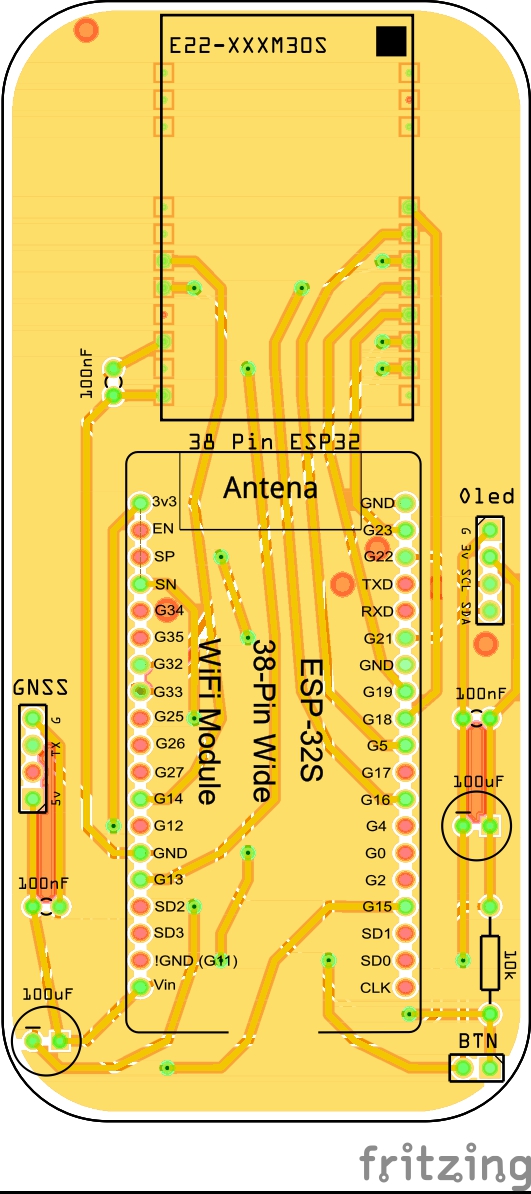 E22-XXXM30S
100nF
38 Pin ESP32
Antena
3v3
EN
SP
SN
G34
G35
G32
G33
G25
G26
G27
G14
G12
GND
G13
SD2
SD3
!GND (G11)
Vin
GND
G23
G22
TXD
RXD
G21
GND
G19
G18
G5
G17
G16
G4
G0
G2
G15
SD1
SD0
CLK
ESP-32S
38-Pin Wide
WiFi Module
Oled
G
3v
SCL
SDA
GNSS
G
TX
5v
100nF
100uF
100nF
100uF
10k
BTN
fritzing